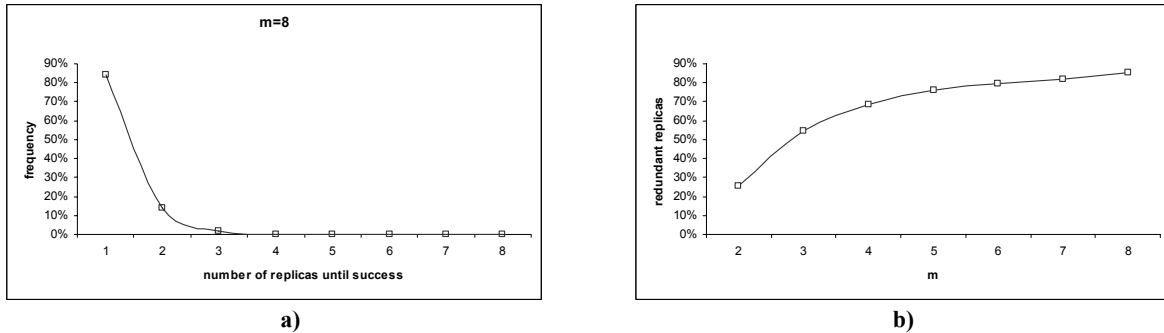 m=8
frequency
90%
80%
70%
60%
50%
40%
30%
20%
10%
0%
1 2 3 4 5 6 7 8
number of replicas until success
a)
redundant replicas
90%
80%
70%
60%
50%
40%
30%
20%
10%
0%
2 3 4 5 6 7 8
m
b)